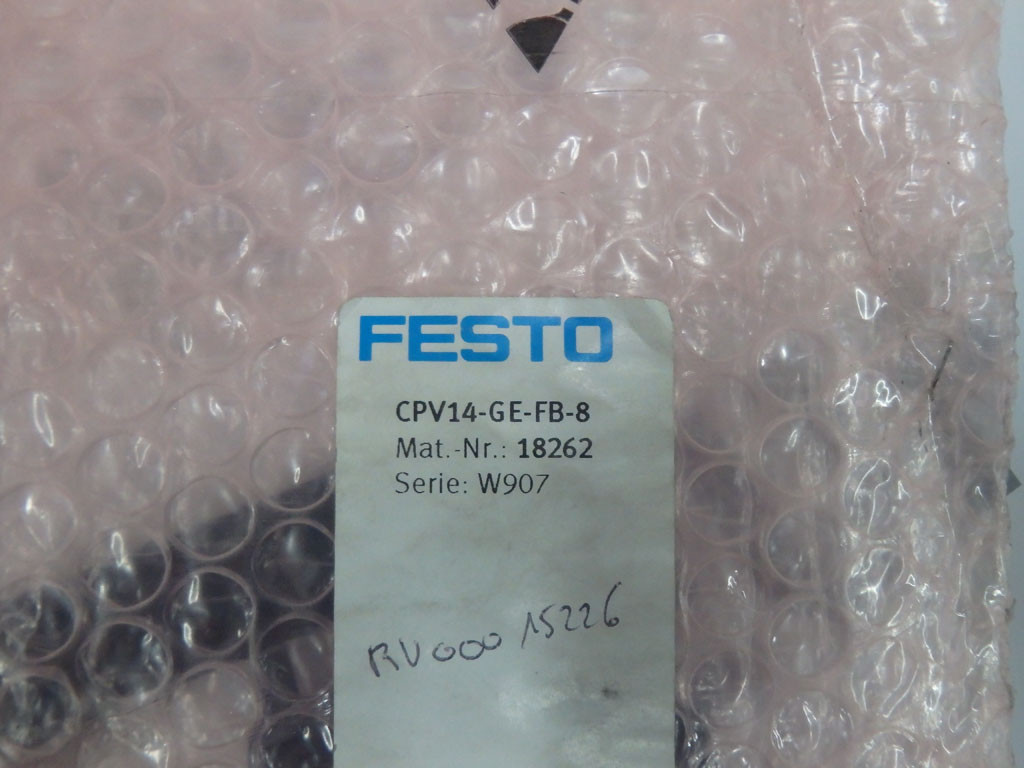 FESTO
CPV14-GE-FB-8
Mat.-Nr.: 18262
Serie: W907
RV000 15226